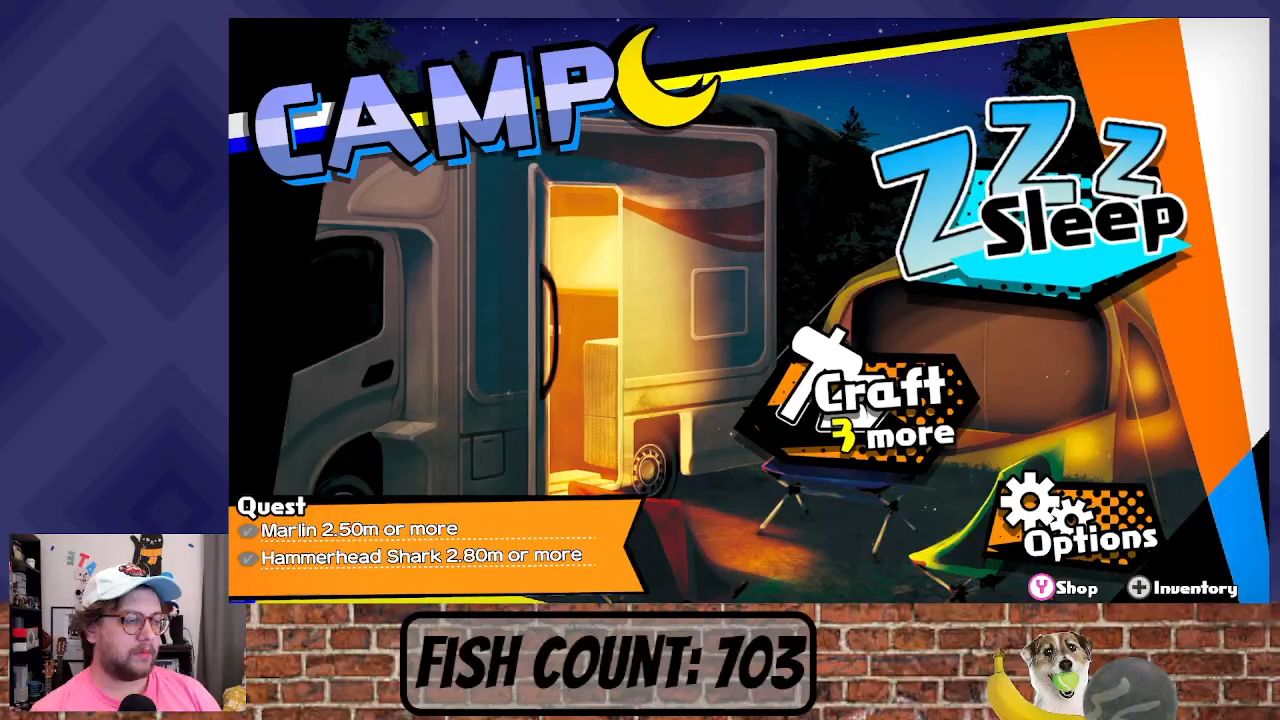 CAMP
Z Z Z
Sleep
Craft
3 more
Quest
Marlin 2.50m or more
Hammerhead Shark 2.80m or more
Options
Y Shop
+ Inventory
FISH COUNT: 703